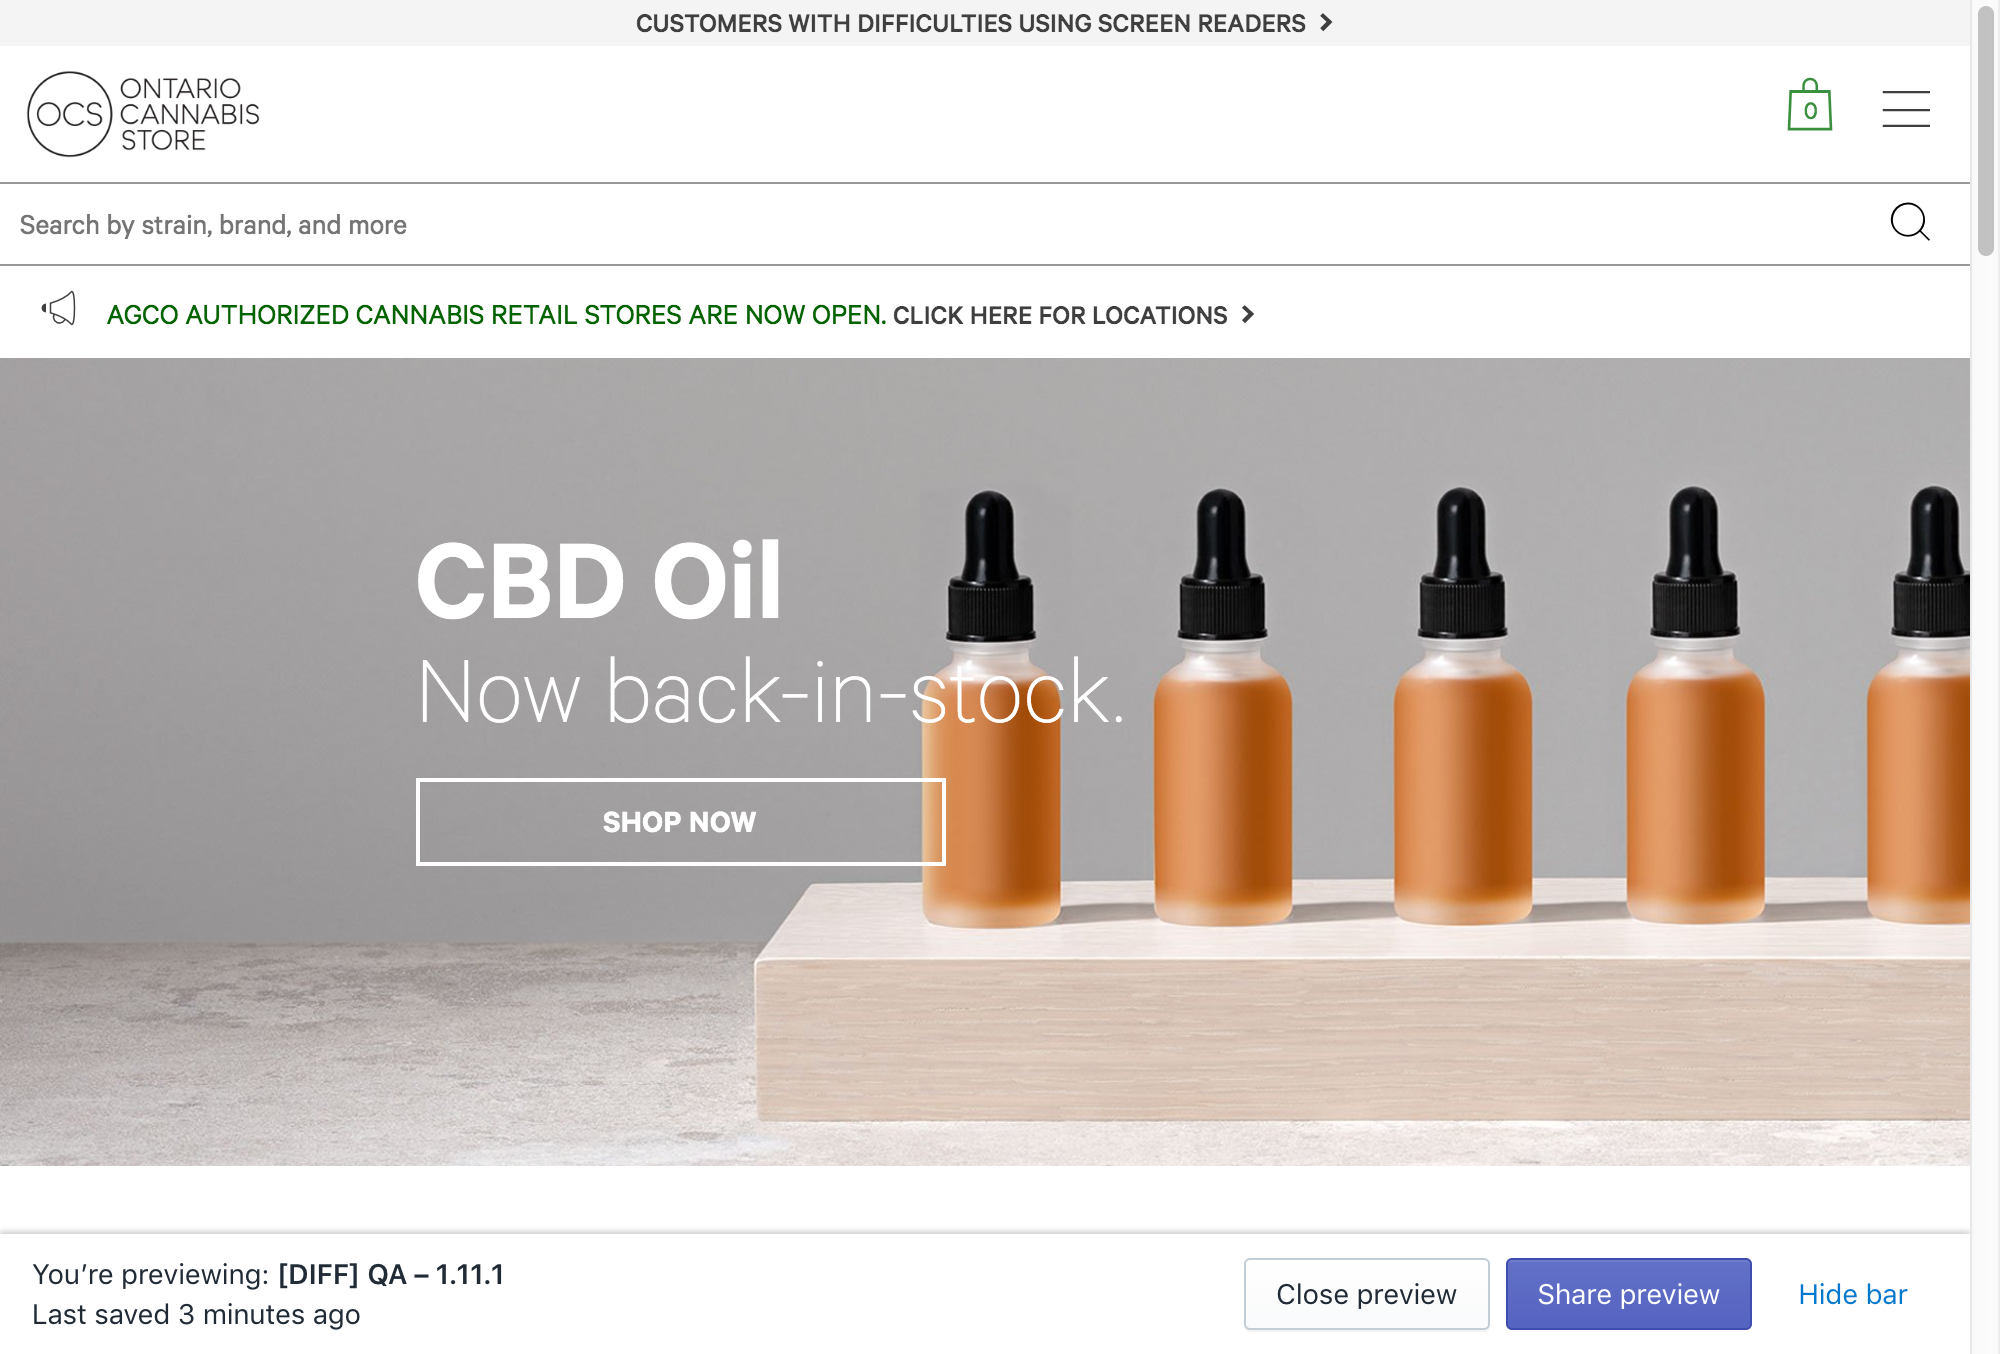 CUSTOMERS WITH DIFFICULTIES USING SCREEN READERS
OCS
ONTARIO
CANNABIS
STORE
0
Search by strain, brand, and more
AGCO AUTHORIZED CANNABIS RETAIL STORES ARE NOW OPEN. CLICK HERE FOR LOCATIONS
CBD Oil
Now back-in-stock.
SHOP NOW
You’re previewing: [DIFF] QA – 1.11.1
Last saved 3 minutes ago
Close preview
Share preview
Hide bar